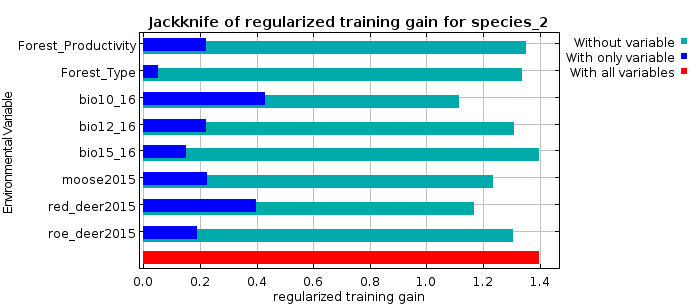 Jackknife of regularized training gain for species_2
Without variable
With only variable
With all variables
Environmental Variable
Forest_Productivity
Forest_Type
bio10_16
bio12_16
bio15_16
moose2015
red_deer2015
roe_deer2015
0.0 0.2 0.4 0.6 0.8 1.0 1.2 1.4
regularized training gain